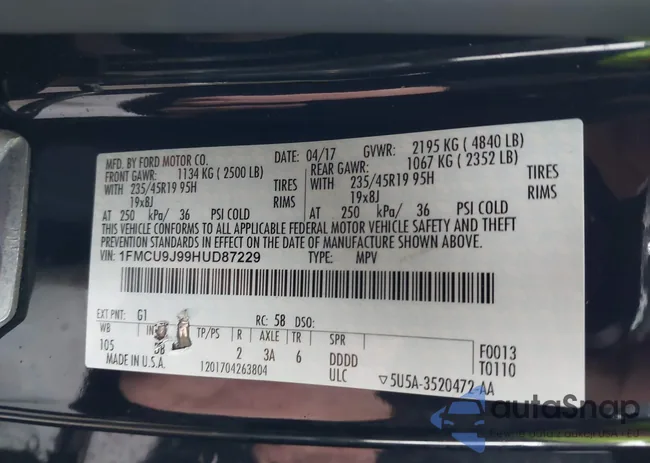 MFD. BY FORD MOTOR CO. DATE: 04/17 GVWR: 2195 KG ( 4840 LB)
FRONT GAWR: 1134 KG ( 2500 LB) REAR GAWR: 1067 KG ( 2352 LB)
WITH 235/45R19 95H TIRES WITH 235/45R19 95H TIRES
19x8J RIMS 19x8J RIMS
AT 250 kPa/ 36 PSI COLD AT 250 kPa/ 36 PSI COLD
THIS VEHICLE CONFORMS TO ALL APPLICABLE FEDERAL MOTOR VEHICLE SAFETY AND THEFT
PREVENTION STANDARDS IN EFFECT ON THE DATE OF MANUFACTURE SHOWN ABOVE.
VIN: 1FMCU9J99HUD87229 TYPE: MPV
EXT PNT: G1 RC: 58 DSO:
WB TP/PS R AXLE TR SPR
105 2 3A 6 DDDD F0013
MADE IN U.S.A. 1201704263804 ULC T0110
▽5U5A-3520472-AA
autoSnap